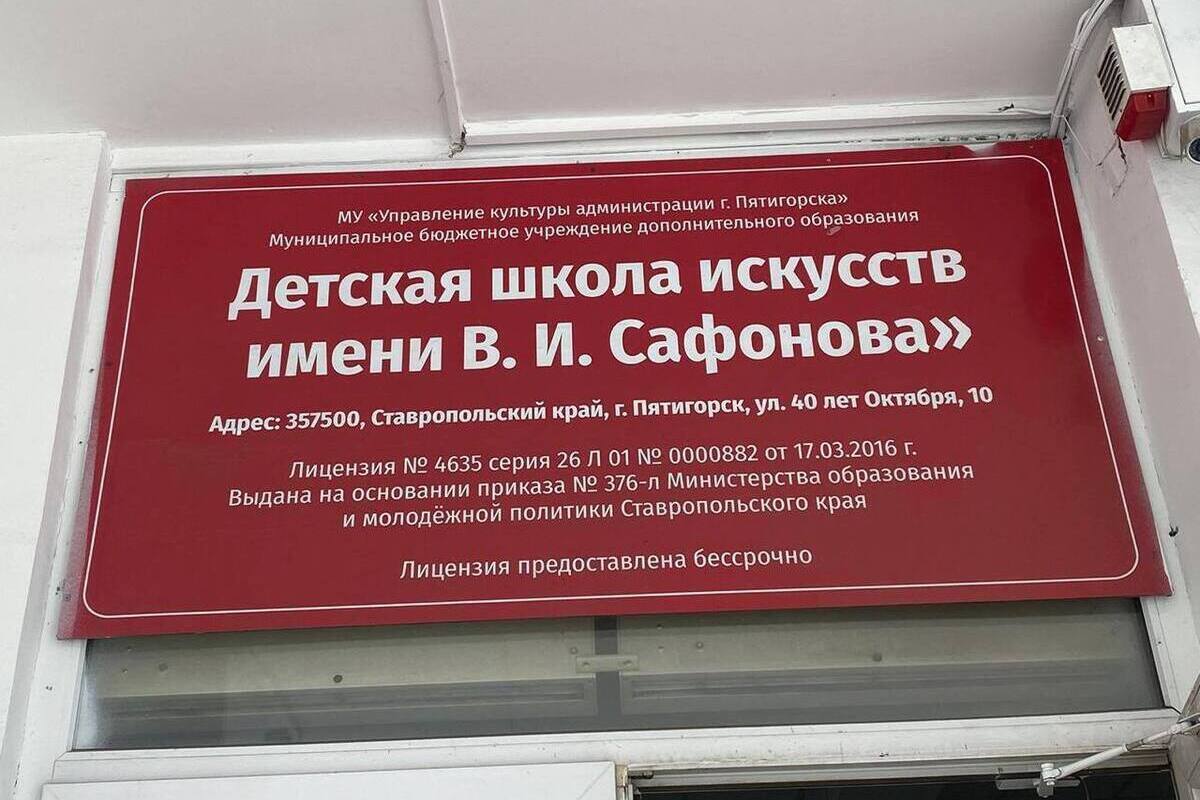 МУ «Управление культуры администрации г. Пятигорска»
Муниципальное бюджетное учреждение дополнительного образования
Детская школа искусств
имени В. И. Сафонова»
Адрес: 357500, Ставропольский край, г. Пятигорск, ул. 40 лет Октября, 10
Лицензия № 4635 серия 26 Л 01 № 0000882 от 17.03.2016 г.
Выдана на основании приказа № 376-л Министерства образования
и молодёжной политики Ставропольского края
Лицензия предоставлена бессрочно